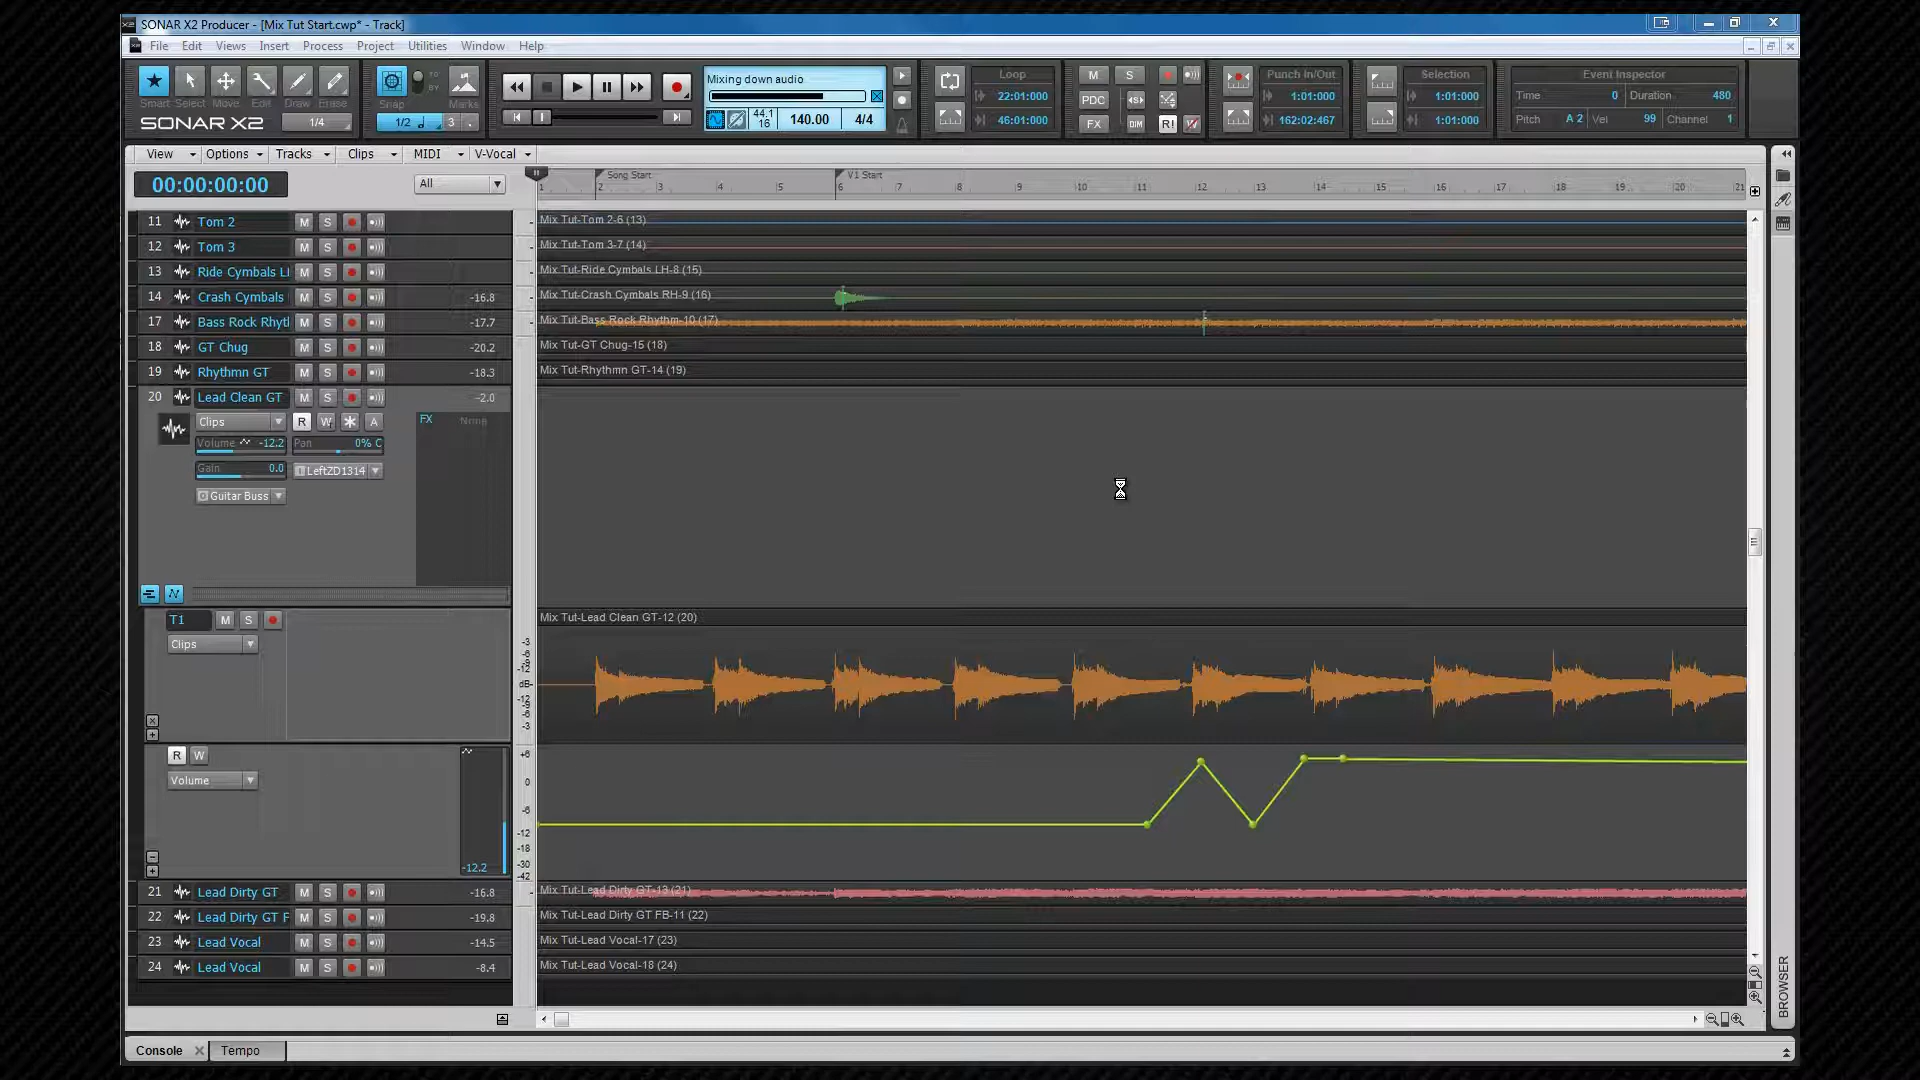 SONAR X2 Producer - [Mix Tut Start.cwp* - Track]
File Edit Views Insert Process Project Utilities Window Help
Smart Select Move Edit Draw Erase
SONAR X2
1/4
Snap
TO
BY
Marks
1/2
3
Mixing down audio
44.1
16
140.00
4/4
Loop
22:01:000
46:01:000
M S
PDC
FX DIM R!
Punch In/Out
1:01:000
162:02:467
Selection
1:01:000
1:01:000
Event Inspector
Time 0 Duration 480
Pitch A 2 Vel 99 Channel 1
View Options Tracks Clips MIDI V-Vocal
00:00:00:00
All
Song Start V1 Start
1 2 3 4 5 6 7 8 9 10 11 12 13 14 15 16 17 18 19 20 21
11 Tom 2 M S
Mix Tut-Tom 2-6 (13)
12 Tom 3 M S
Mix Tut-Tom 3-7 (14)
13 Ride Cymbals LH M S
Mix Tut-Ride Cymbals LH-8 (15)
14 Crash Cymbals M S -16.8
Mix Tut-Crash Cymbals RH-9 (16)
17 Bass Rock Rhyt M S -17.7
Mix Tut-Bass Rock Rhythm-10 (17)
18 GT Chug M S -20.2
Mix Tut-GT Chug-15 (18)
19 Rhythmn GT M S -18.3
Mix Tut-Rhythmn GT-14 (19)
20 Lead Clean GT M S -2.0
Clips R W A
FX None
Volume -12.2 Pan 0% C
Gain 0.0 LeftZD1314
Guitar Buss
T1 M S
Clips
Mix Tut-Lead Clean GT-12 (20)
-3
-6
-9
-12
dB
-12
-9
-6
-3
R W
Volume
-12.2
+6
0
-6
-12
-18
-30
-42
21 Lead Dirty GT M S -16.8
Mix Tut-Lead Dirty GT-13 (21)
22 Lead Dirty GT F M S -19.8
Mix Tut-Lead Dirty GT FB-11 (22)
23 Lead Vocal M S -14.5
Mix Tut-Lead Vocal-17 (23)
24 Lead Vocal M S -8.4
Mix Tut-Lead Vocal-18 (24)
BROWSER
Console Tempo